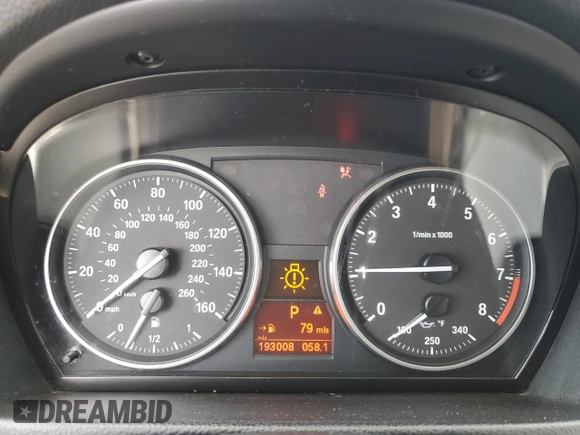 80
60 100
40 120
20 140
0 160
mph
120 140
100 160
80 180
60 200
40 220
20 240
0 260
km/h
0 1/2 1
P
79 mls
mls
193008 058.1
4 5
3 6
2 7
1 8
0
1/min x 1000
°F
250
340
DREAMBID